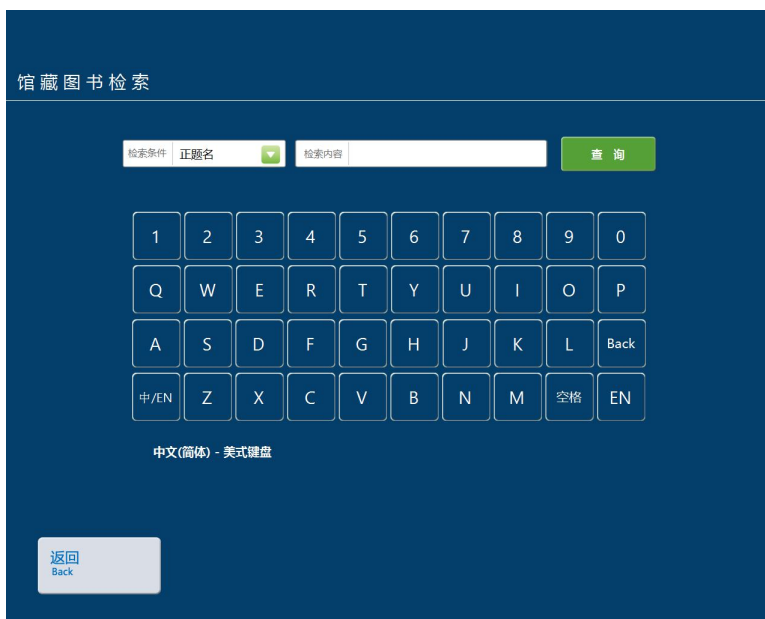 馆藏图书检索
检索条件 正题名 检索内容 查 询
1 2 3 4 5 6 7 8 9 0
Q W E R T Y U I O P
A S D F G H J K L Back
中/EN Z X C V B N M 空格 EN
中文(简体) - 美式键盘
返回
Back